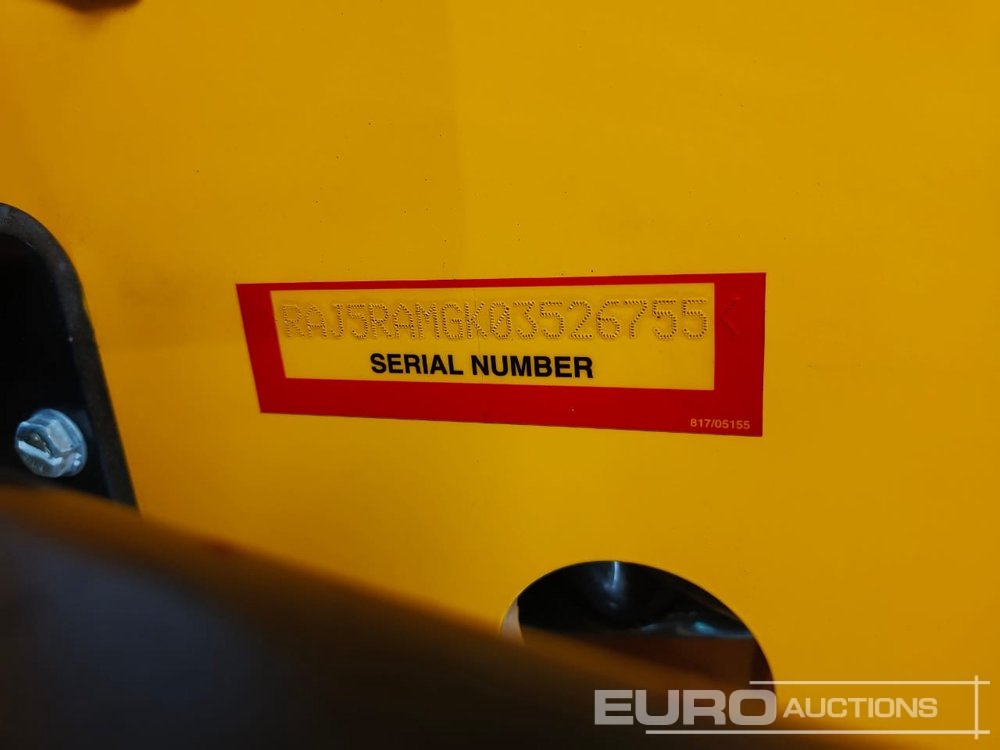 RAJ5RAMGK03526755<
SERIAL NUMBER
817/05155
EURO AUCTIONS